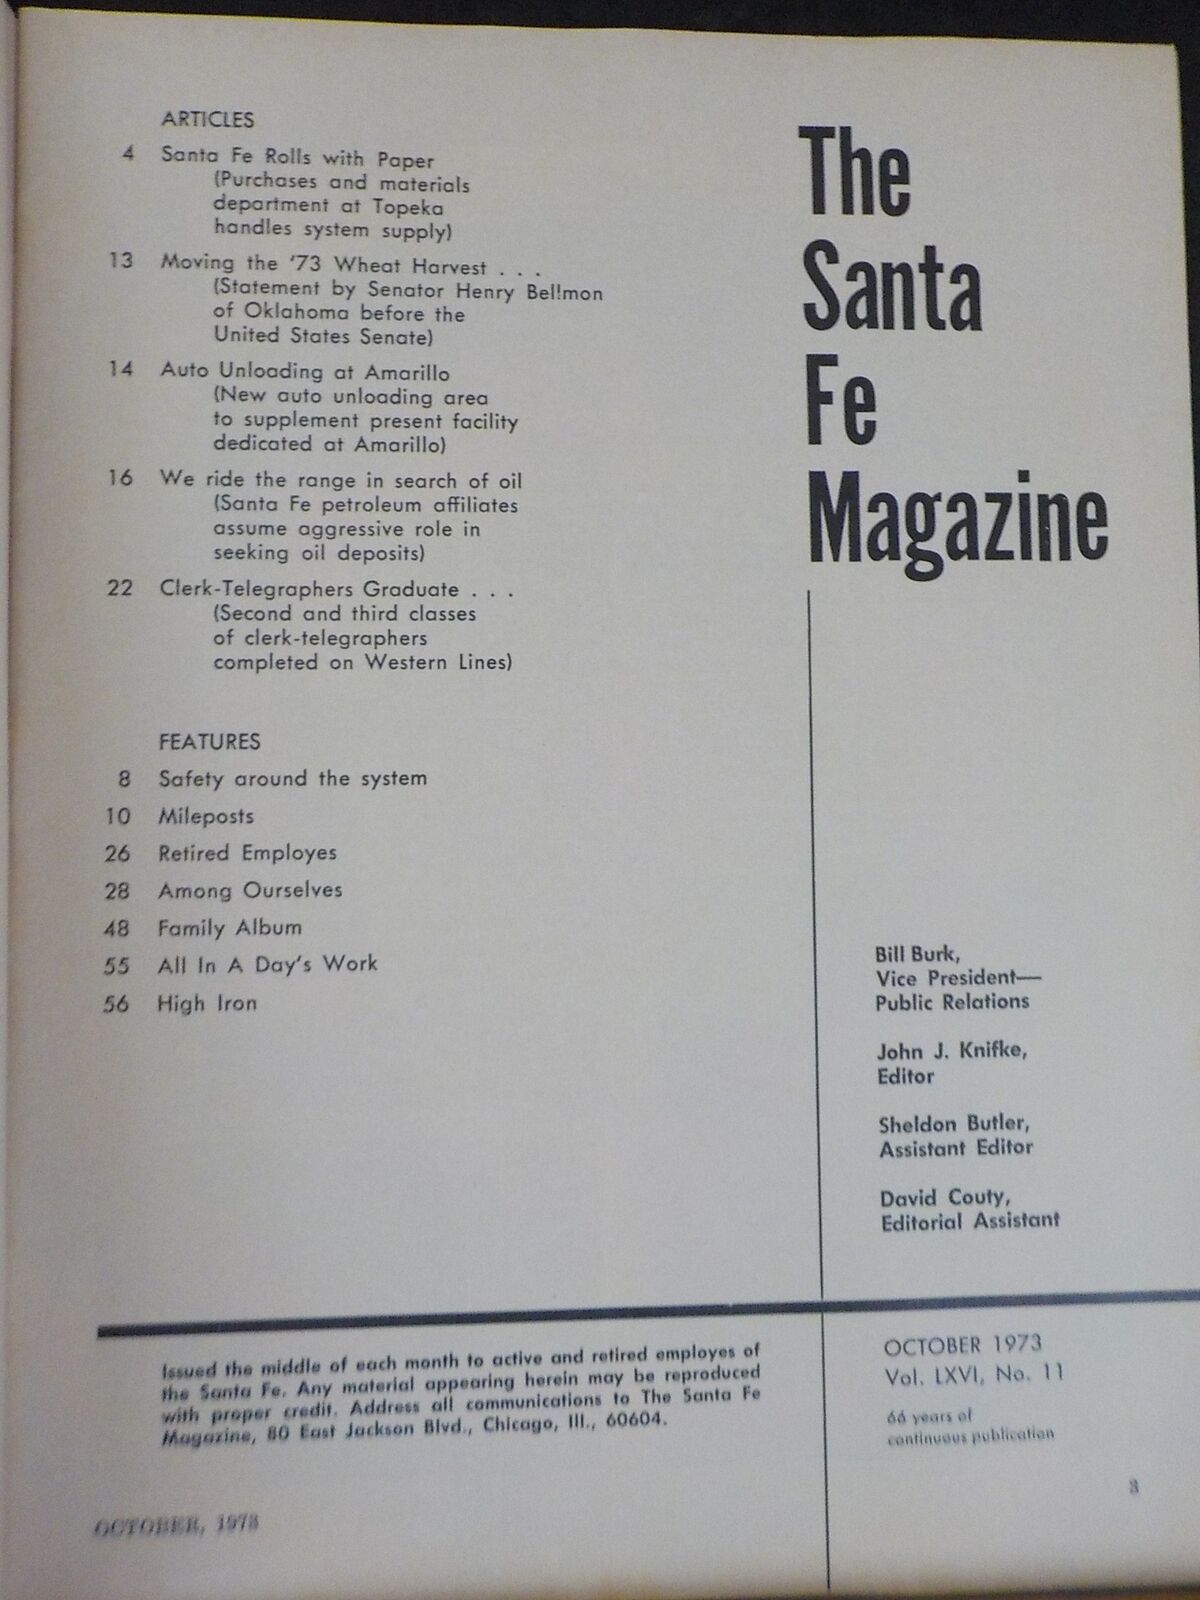 ARTICLES
4 Santa Fe Rolls with Paper
(Purchases and materials
department at Topeka
handles system supply)
13 Moving the '73 Wheat Harvest . . .
(Statement by Senator Henry Bellmon
of Oklahoma before the
United States Senate)
14 Auto Unloading at Amarillo
(New auto unloading area
to supplement present facility
dedicated at Amarillo)
16 We ride the range in search of oil
(Santa Fe petroleum affiliates
assume aggressive role in
seeking oil deposits)
22 Clerk-Telegraphers Graduate . . .
(Second and third classes
of clerk-telegraphers
completed on Western Lines)
FEATURES
8 Safety around the system
10 Mileposts
26 Retired Employes
28 Among Ourselves
48 Family Album
55 All In A Day's Work
56 High Iron
The
Santa
Fe
Magazine
Bill Burk,
Vice President—
Public Relations
John J. Knifke,
Editor
Sheldon Butler,
Assistant Editor
David Couty,
Editorial Assistant
Issued the middle of each month to active and retired employes of
the Santa Fe. Any material appearing herein may be reproduced
with proper credit. Address all communications to The Santa Fe
Magazine, 80 East Jackson Blvd., Chicago, Ill., 60604.
OCTOBER 1973
Vol. LXVI, No. 11
66 years of
continuous publication
OCTOBER, 1973
3